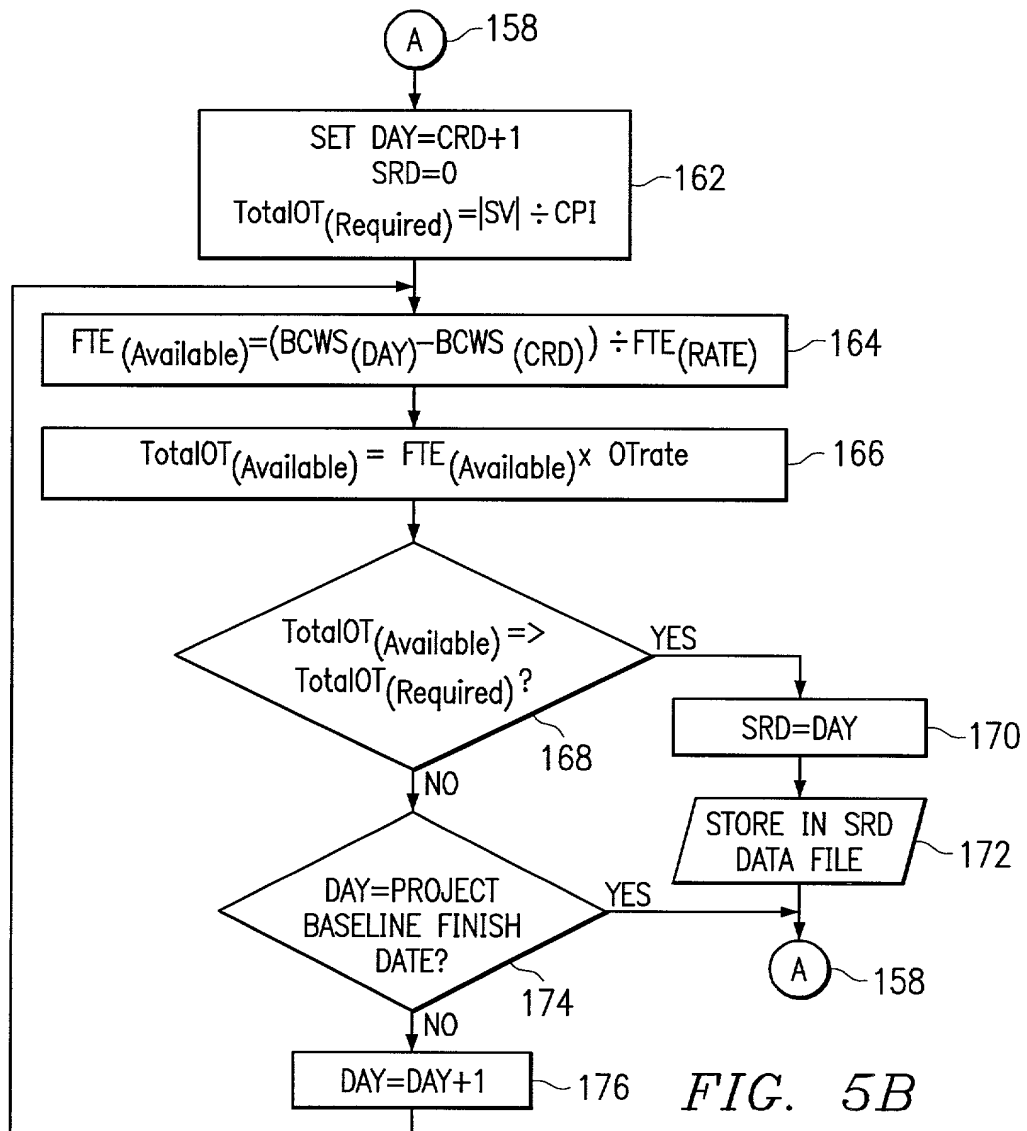 A
158
SET DAY=CRD+1
SRD=0
TotalOT(Required)=|SV| ÷ CPI
162
FTE(Available)=(BCWS(DAY)-BCWS(CRD)) ÷FTE(RATE)
164
TotalOT(Available) = FTE(Available)x OTrate
166
TotalOT(Available) =>
TotalOT(Required)?
YES
168
NO
SRD=DAY
170
STORE IN SRD
DATA FILE
172
DAY=PROJECT
BASELINE FINISH
DATE?
YES
174
NO
A
158
DAY=DAY+1
176
FIG. 5B